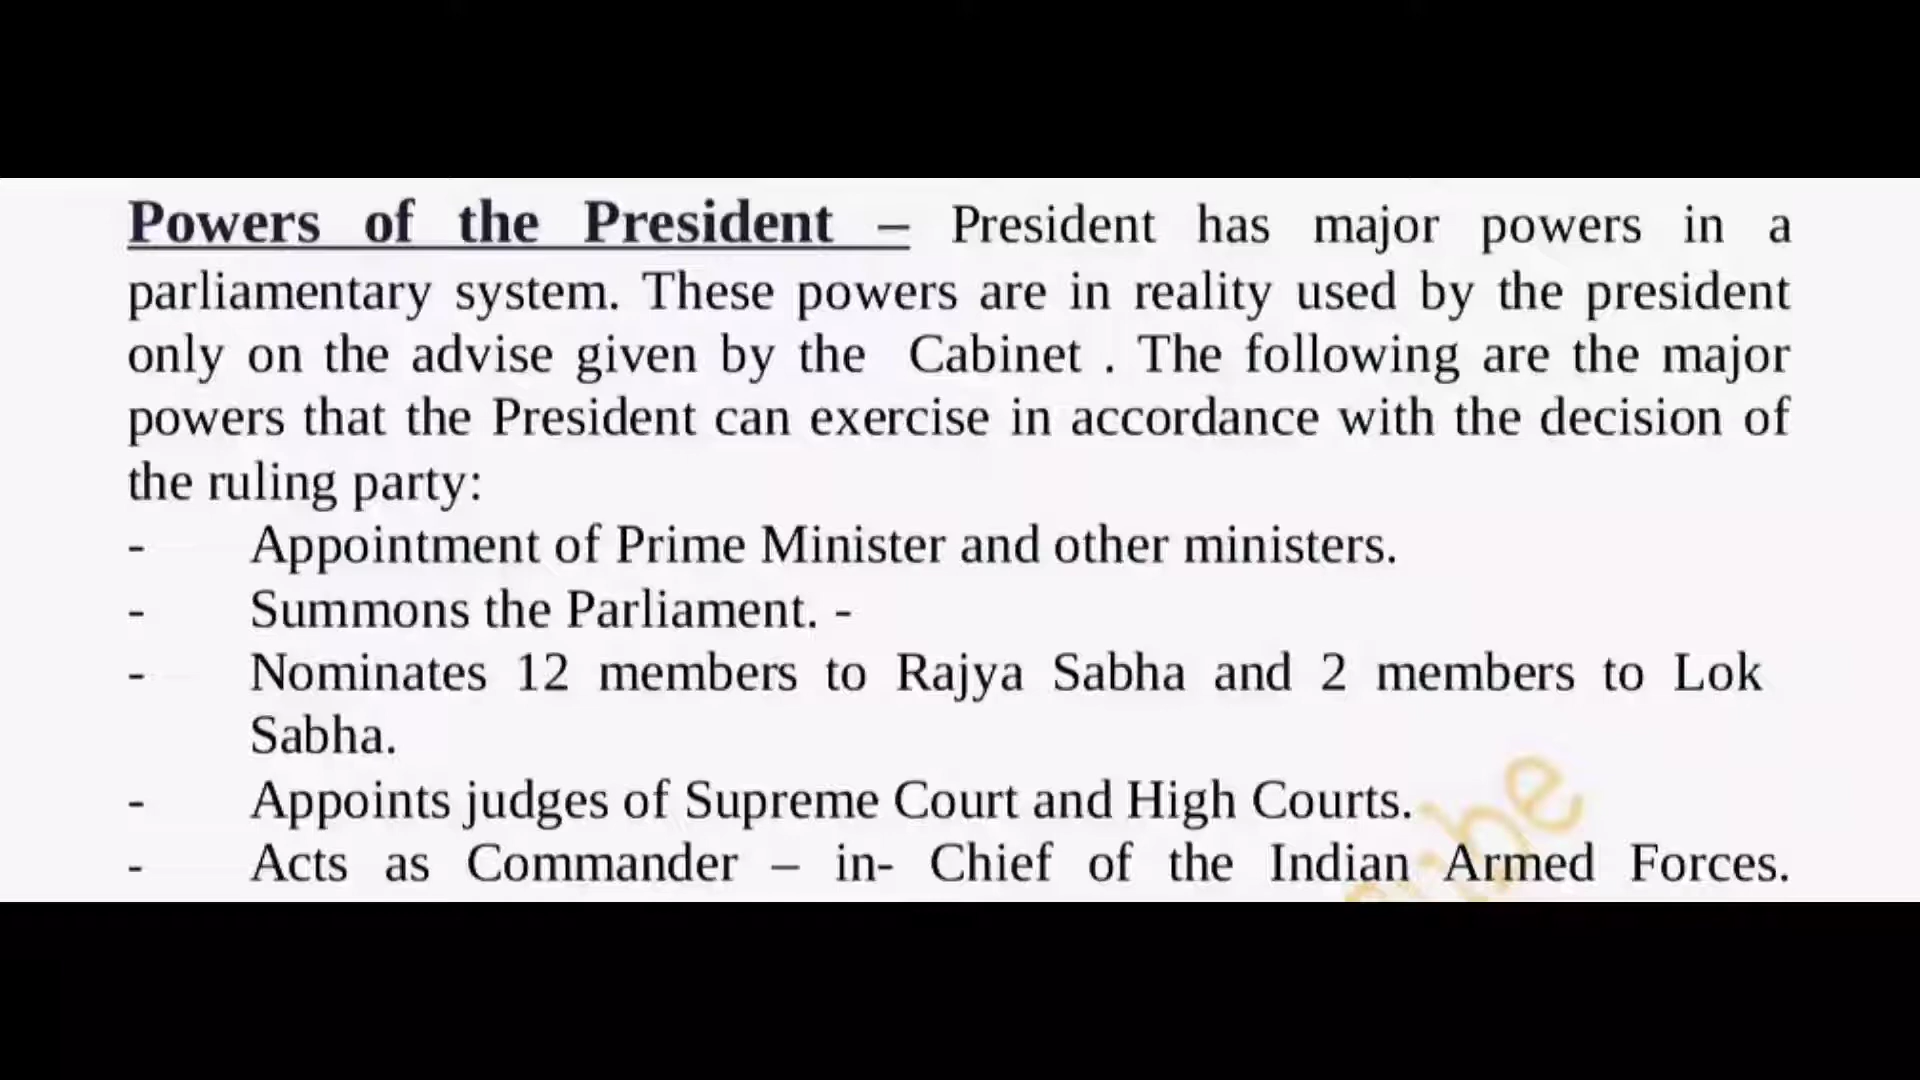 Powers of the President – President has major powers in a
parliamentary system. These powers are in reality used by the president
only on the advise given by the Cabinet . The following are the major
powers that the President can exercise in accordance with the decision of
the ruling party:
- Appointment of Prime Minister and other ministers.
- Summons the Parliament. -
- Nominates 12 members to Rajya Sabha and 2 members to Lok
Sabha.
- Appoints judges of Supreme Court and High Courts.
- Acts as Commander – in- Chief of the Indian Armed Forces.